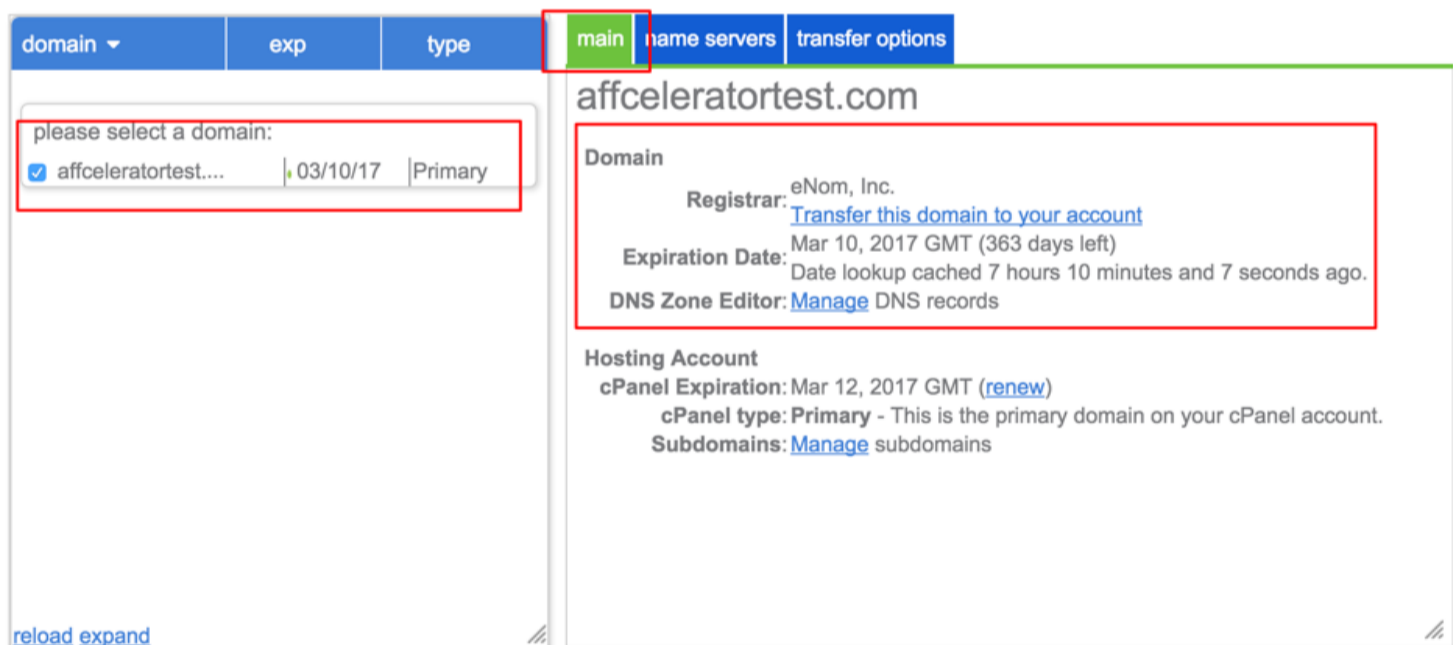 domain exp type
please select a domain:
affceleratortest.... 03/10/17 Primary
reload expand
main name servers transfer options
affceleratortest.com
Domain
Registrar: eNom, Inc.
Transfer this domain to your account
Expiration Date: Mar 10, 2017 GMT (363 days left)
Date lookup cached 7 hours 10 minutes and 7 seconds ago.
DNS Zone Editor: Manage DNS records
Hosting Account
cPanel Expiration: Mar 12, 2017 GMT (renew)
cPanel type: Primary - This is the primary domain on your cPanel account.
Subdomains: Manage subdomains